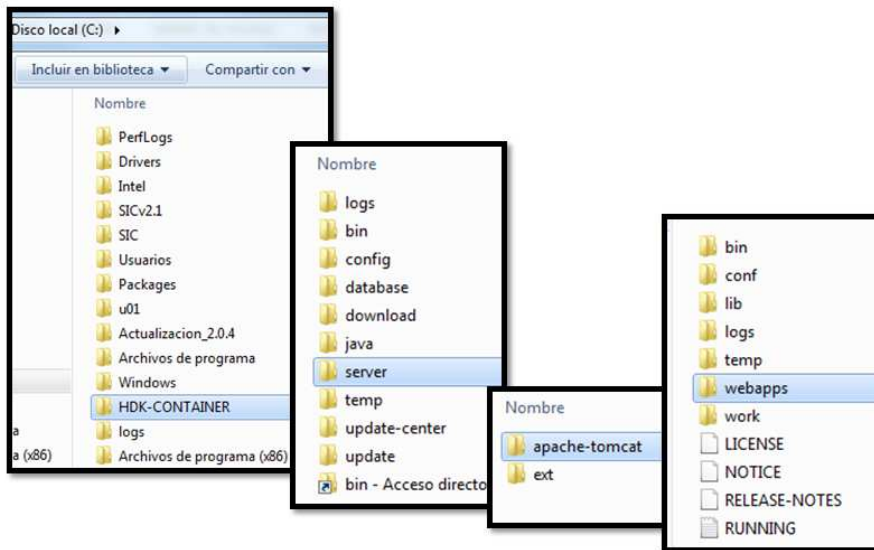 Disco local (C:)
Incluir en biblioteca
Compartir con
Nombre
PerfLogs
Drivers
Intel
SICv2.1
SIC
Usuarios
Packages
u01
Actualizacion_2.0.4
Archivos de programa
Windows
HDK-CONTAINER
logs
Archivos de programa (x86)
a
a (x86)
Nombre
logs
bin
config
database
download
java
server
temp
update-center
update
bin - Acceso directo
Nombre
apache-tomcat
ext
bin
conf
lib
logs
temp
webapps
work
LICENSE
NOTICE
RELEASE-NOTES
RUNNING